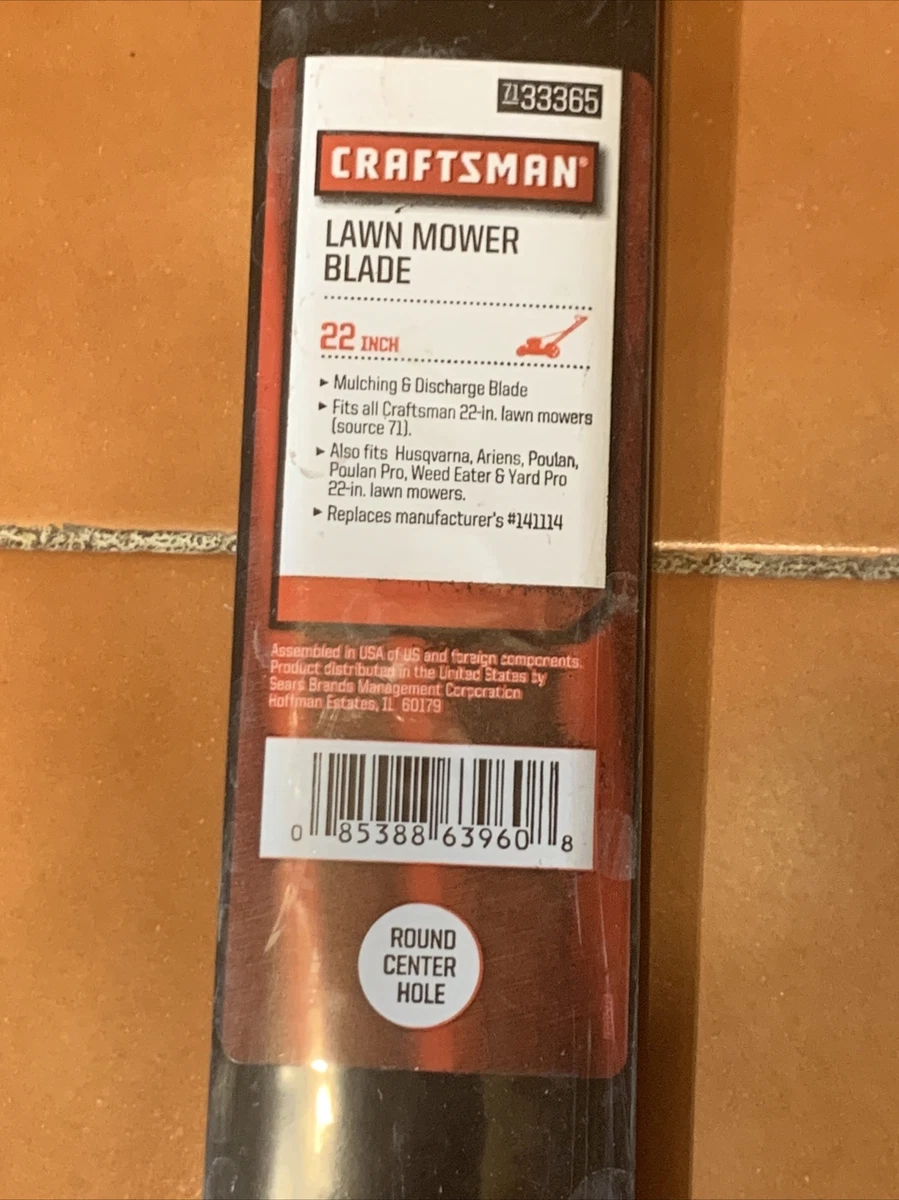 7133365
CRAFTSMAN®
LAWN MOWER
BLADE
22 INCH
► Mulching & Discharge Blade
► Fits all Craftsman 22-in. lawn mowers
(source 71).
► Also fits Husqvarna, Ariens, Poulan,
Poulan Pro, Weed Eater & Yard Pro
22-in. lawn mowers.
► Replaces manufacturer's #141114
Assembled in USA of US and foreign components.
Product distributed in the United States by
Sears Brands Management Corporation
Hoffman Estates, IL 60179
0 85388 63960 8
ROUND
CENTER
HOLE